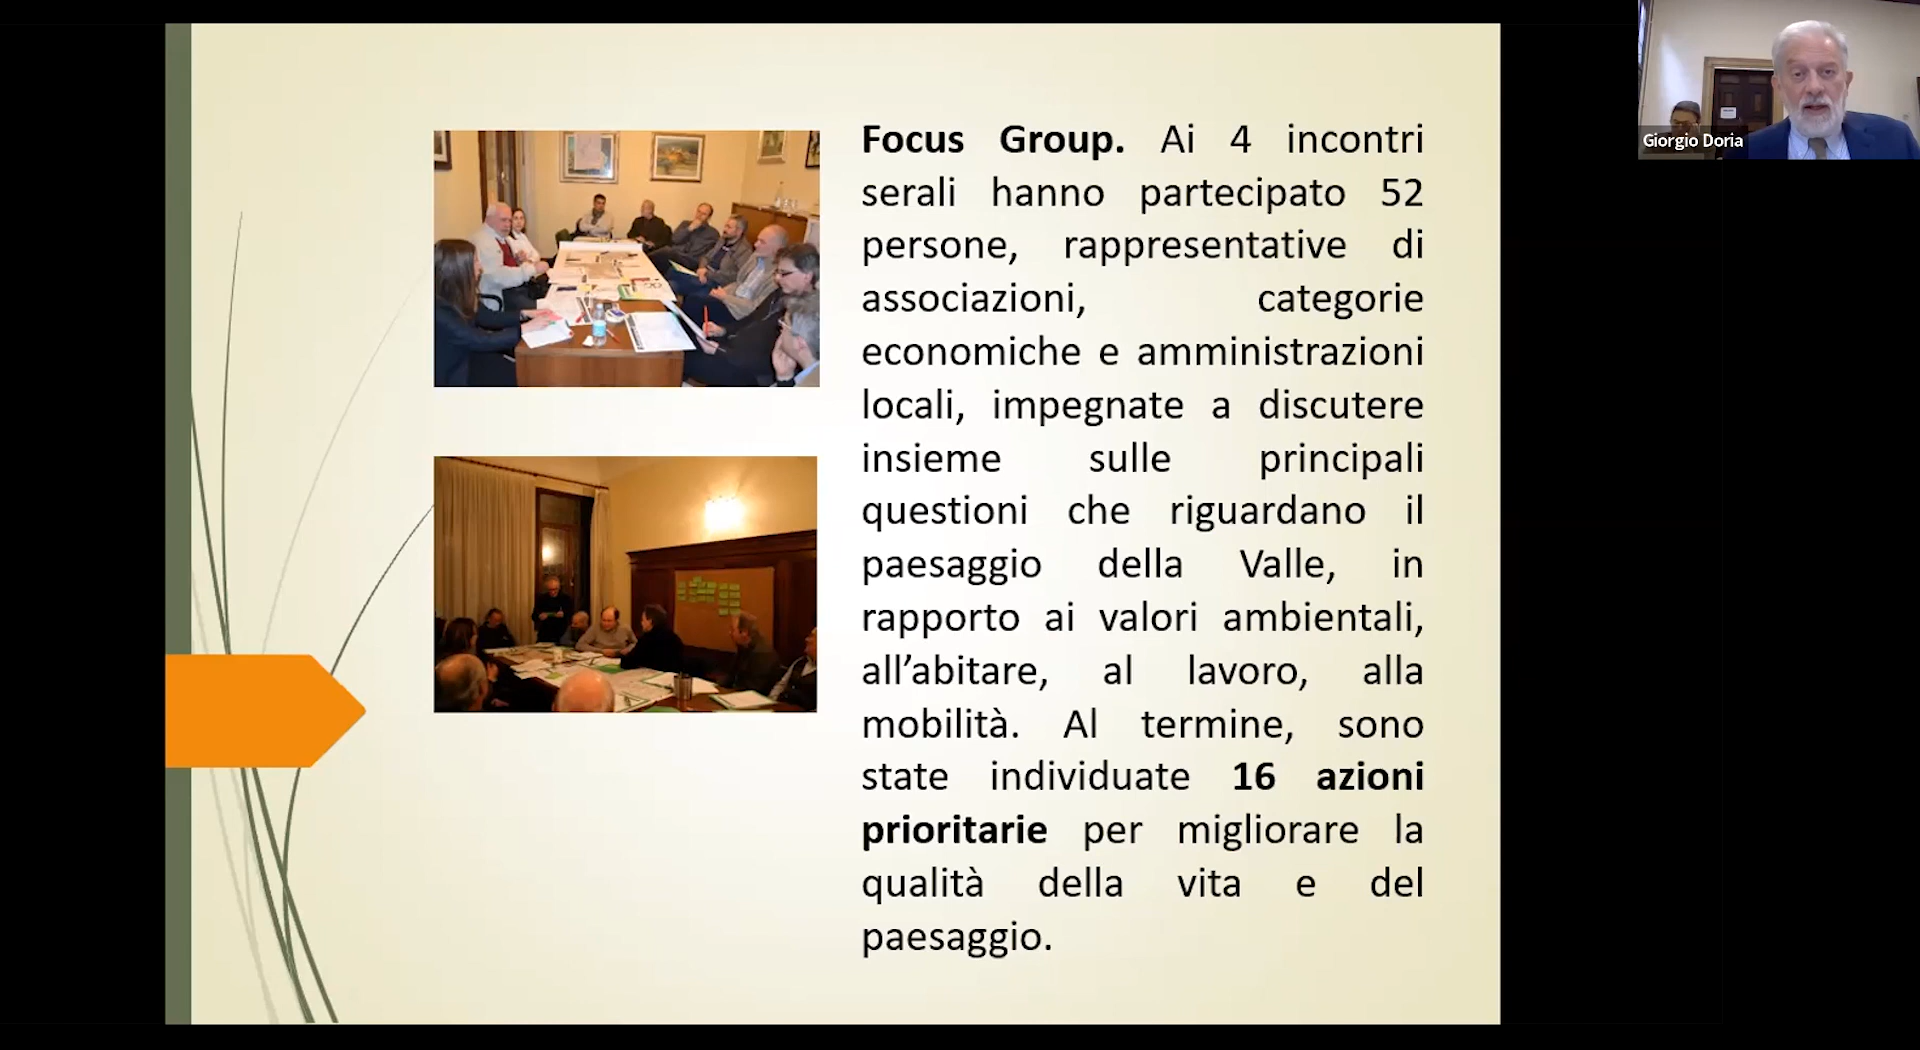 Focus Group. Ai 4 incontri
serali hanno partecipato 52
persone, rappresentative di
associazioni, categorie
economiche e amministrazioni
locali, impegnate a discutere
insieme sulle principali
questioni che riguardano il
paesaggio della Valle, in
rapporto ai valori ambientali,
all’abitare, al lavoro, alla
mobilità. Al termine, sono
state individuate 16 azioni
prioritarie per migliorare la
qualità della vita e del
paesaggio.
Giorgio Doria